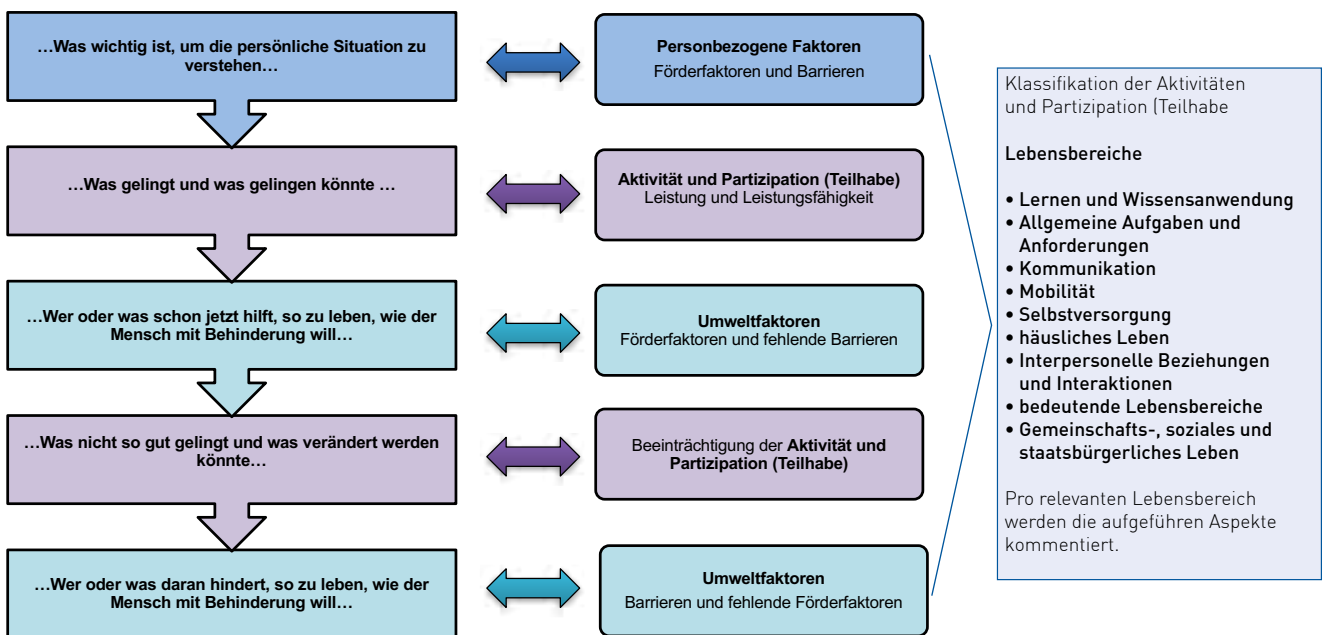 …Was wichtig ist, um die persönliche Situation zu
verstehen…
Personbezogene Faktoren
Förderfaktoren und Barrieren
…Was gelingt und was gelingen könnte …
Aktivität und Partizipation (Teilhabe)
Leistung und Leistungsfähigkeit
…Wer oder was schon jetzt hilft, so zu leben, wie der
Mensch mit Behinderung will…
Umweltfaktoren
Förderfaktoren und fehlende Barrieren
…Was nicht so gut gelingt und was verändert werden
könnte…
Beeinträchtigung der Aktivität und
Partizipation (Teilhabe)
…Wer oder was daran hindert, so zu leben, wie der
Mensch mit Behinderung will…
Umweltfaktoren
Barrieren und fehlende Förderfaktoren
Klassifikation der Aktivitäten
und Partizipation (Teilhabe
Lebensbereiche
• Lernen und Wissensanwendung
• Allgemeine Aufgaben und
Anforderungen
• Kommunikation
• Mobilität
• Selbstversorgung
• häusliches Leben
• Interpersonelle Beziehungen
und Interaktionen
• bedeutende Lebensbereiche
• Gemeinschafts-, soziales und
staatsbürgerliches Leben
Pro relevanten Lebensbereich
werden die aufgeführen Aspekte
kommentiert.